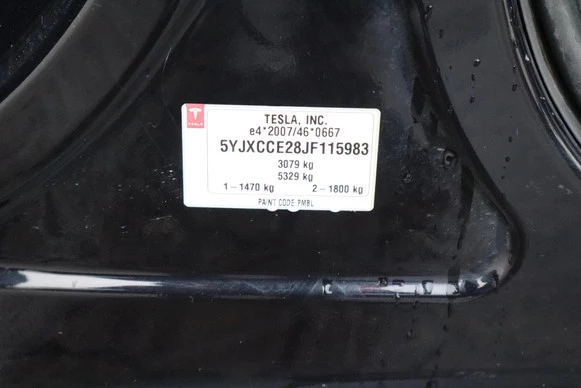 TESLA
TESLA, INC.
e4*2007/46*0667
5YJXCCE28JF115983
3079 kg
5329 kg
1-1470 kg 2-1800 kg
PAINT CODE PMBL